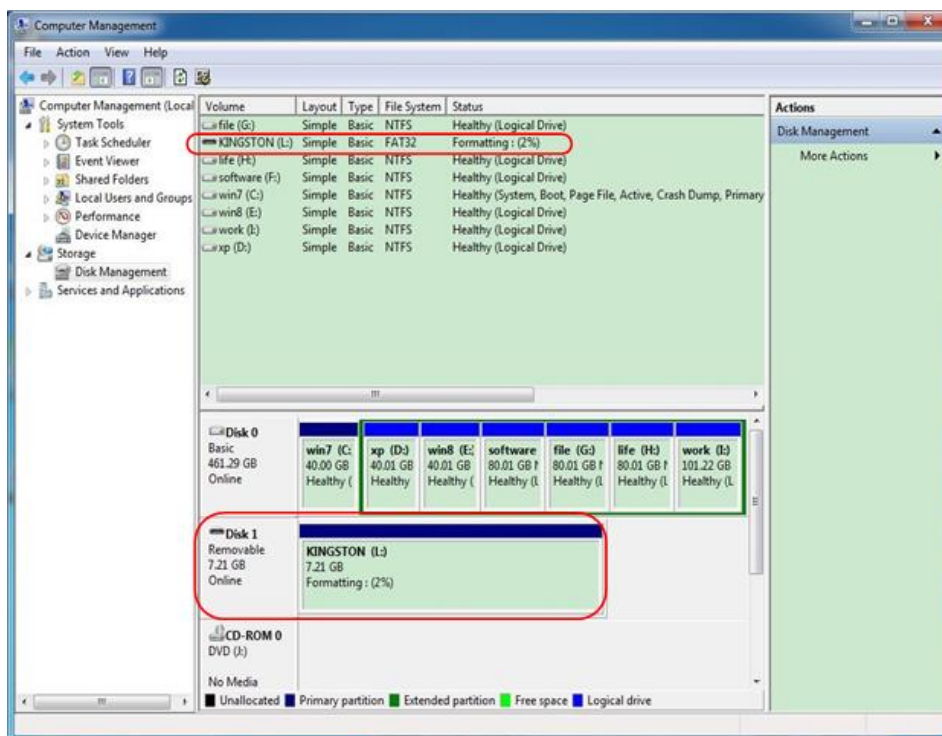 Computer Management
File Action View Help
Computer Management (Local
System Tools
Task Scheduler
Event Viewer
Shared Folders
Local Users and Groups
Performance
Device Manager
Storage
Disk Management
Services and Applications
Volume Layout Type File System Status
file (G:) Simple Basic NTFS Healthy (Logical Drive)
KINGSTON (L:) Simple Basic FAT32 Formatting : (2%)
life (H:) Simple Basic NTFS Healthy (Logical Drive)
software (F:) Simple Basic NTFS Healthy (Logical Drive)
win7 (C:) Simple Basic NTFS Healthy (System, Boot, Page File, Active, Crash Dump, Primary
win8 (E:) Simple Basic NTFS Healthy (Logical Drive)
work (I:) Simple Basic NTFS Healthy (Logical Drive)
xp (D:) Simple Basic NTFS Healthy (Logical Drive)
Disk 0
Basic
461.29 GB
Online
win7 (C:
40.00 GB
Healthy (
xp (D:)
40.01 GB
Healthy
win8 (E:
40.01 GB
Healthy (
software
80.01 GB N
Healthy (L
file (G:)
80.01 GB N
Healthy (L
life (H:)
80.01 GB N
Healthy (L
work (I:)
101.22 GB
Healthy (L
Disk 1
Removable
7.21 GB
Online
KINGSTON (L:)
7.21 GB
Formatting : (2%)
CD-ROM 0
DVD (J:)
No Media
Unallocated Primary partition Extended partition Free space Logical drive
Actions
Disk Management
More Actions